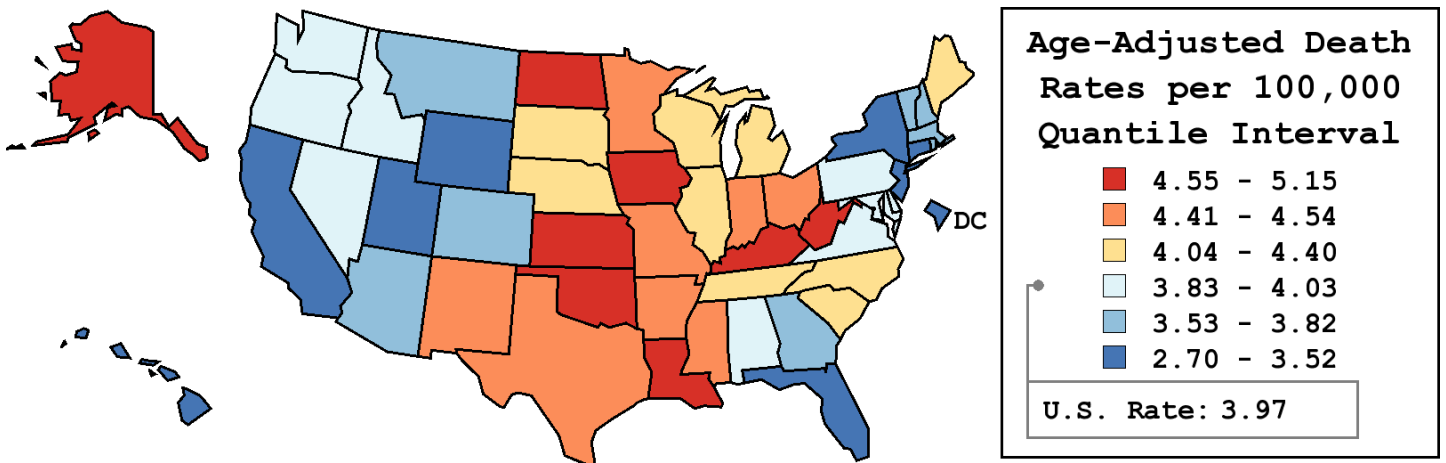 DC
Age-Adjusted Death
Rates per 100,000
Quantile Interval
4.55 - 5.15
4.41 - 4.54
4.04 - 4.40
3.83 - 4.03
3.53 - 3.82
2.70 - 3.52
U.S. Rate: 3.97